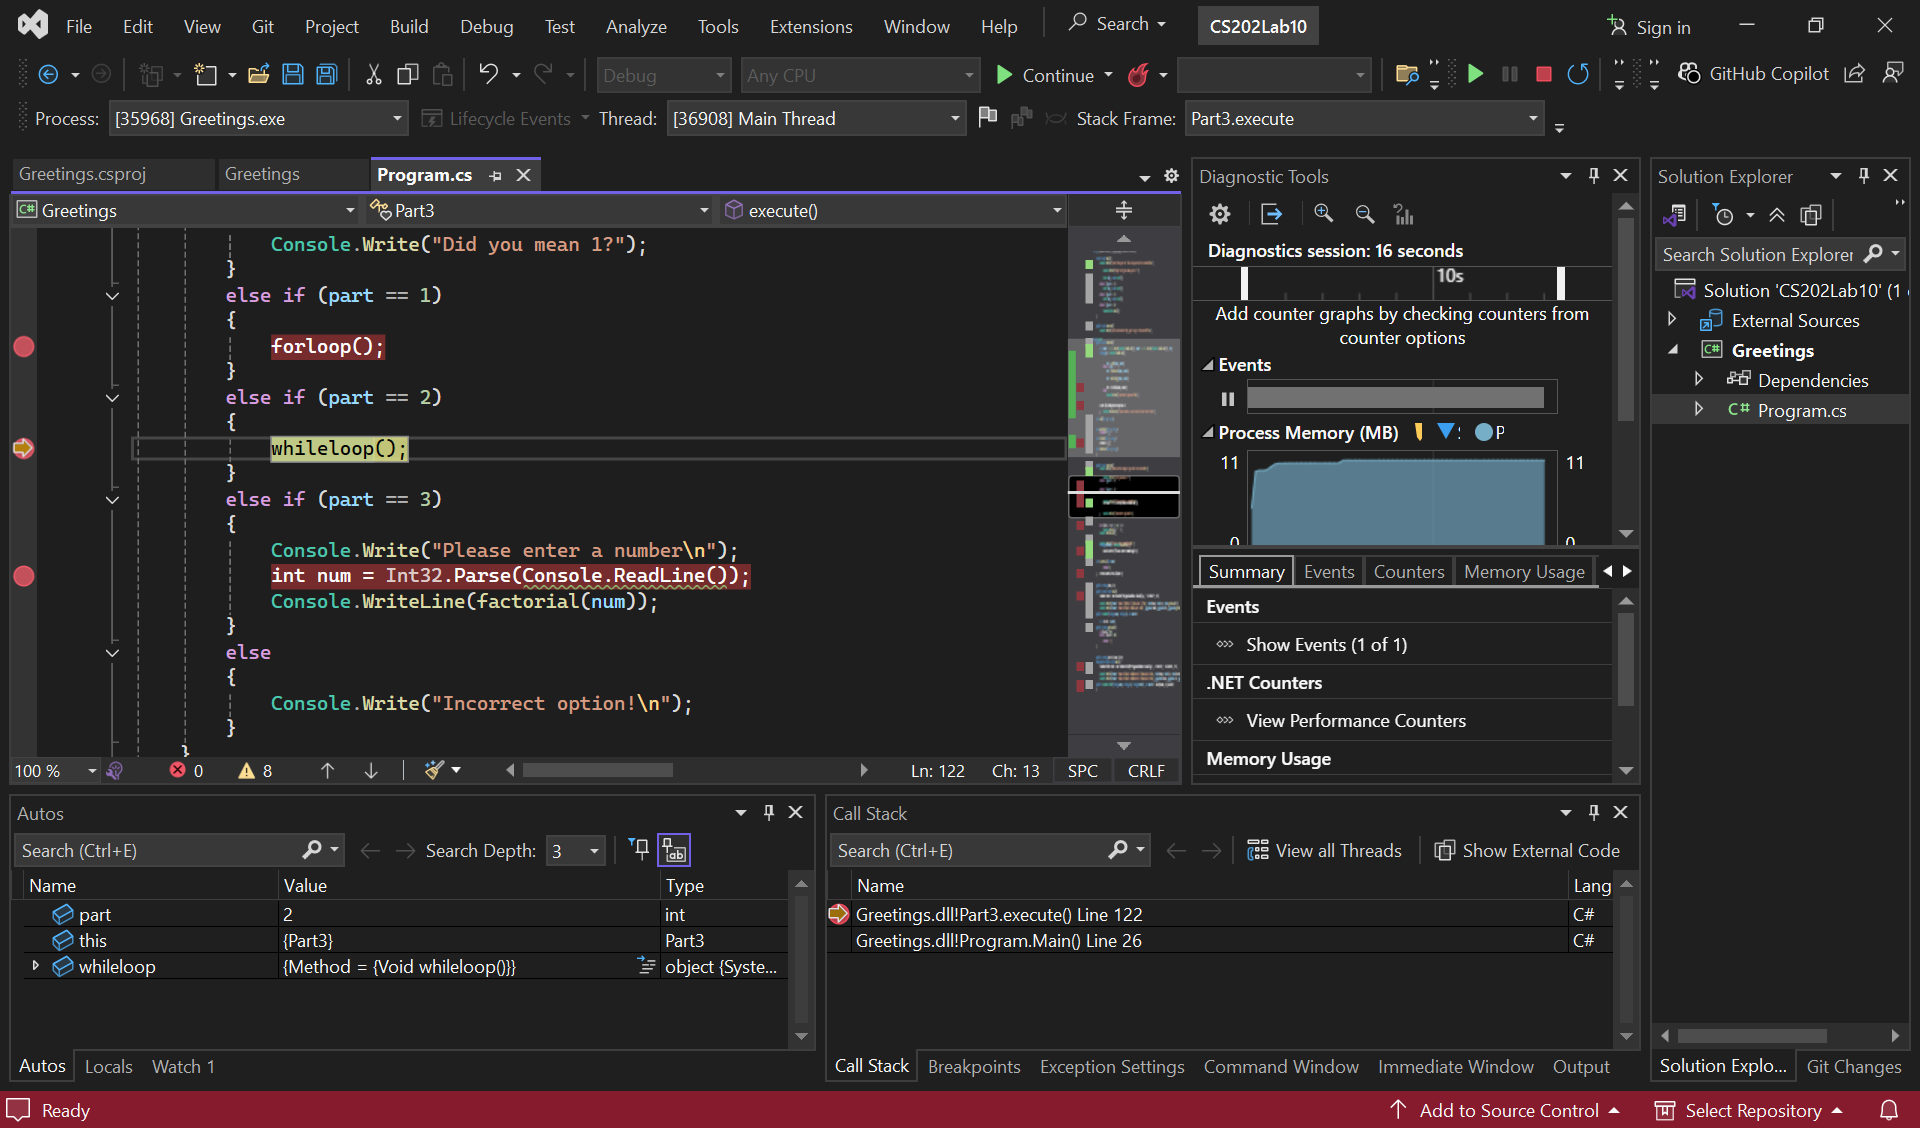 File Edit View Git Project Build Debug Test Analyze Tools Extensions Window Help Search CS202Lab10 Sign in
Debug Any CPU Continue GitHub Copilot
Process: [35968] Greetings.exe Lifecycle Events Thread: [36908] Main Thread Stack Frame: Part3.execute
Greetings.csproj Greetings Program.cs
Greetings Part3 execute()
Console.Write("Did you mean 1?");
}
else if (part == 1)
{
forloop();
}
else if (part == 2)
{
whileloop();
}
else if (part == 3)
{
Console.Write("Please enter a number\n");
int num = Int32.Parse(Console.ReadLine());
Console.WriteLine(factorial(num));
}
else
{
Console.Write("Incorrect option!\n");
}
}
100 % 0 8 Ln: 122 Ch: 13 SPC CRLF
Diagnostic Tools
Diagnostics session: 16 seconds
10s
Add counter graphs by checking counters from
counter options
Events
Process Memory (MB) P
11 11
0 0
Summary Events Counters Memory Usage
Events
Show Events (1 of 1)
.NET Counters
View Performance Counters
Memory Usage
Solution Explorer
Search Solution Explorer
Solution 'CS202Lab10' (1
External Sources
C# Greetings
Dependencies
C# Program.cs
Solution Explo... Git Changes
Autos
Search (Ctrl+E) Search Depth: 3
Name Value Type
part 2 int
this {Part3} Part3
whileloop {Method = {Void whileloop()}} object {Syste...
Autos Locals Watch 1
Call Stack
Search (Ctrl+E) View all Threads Show External Code
Name Lang
Greetings.dll!Part3.execute() Line 122 C#
Greetings.dll!Program.Main() Line 26 C#
Call Stack Breakpoints Exception Settings Command Window Immediate Window Output
Ready Add to Source Control Select Repository